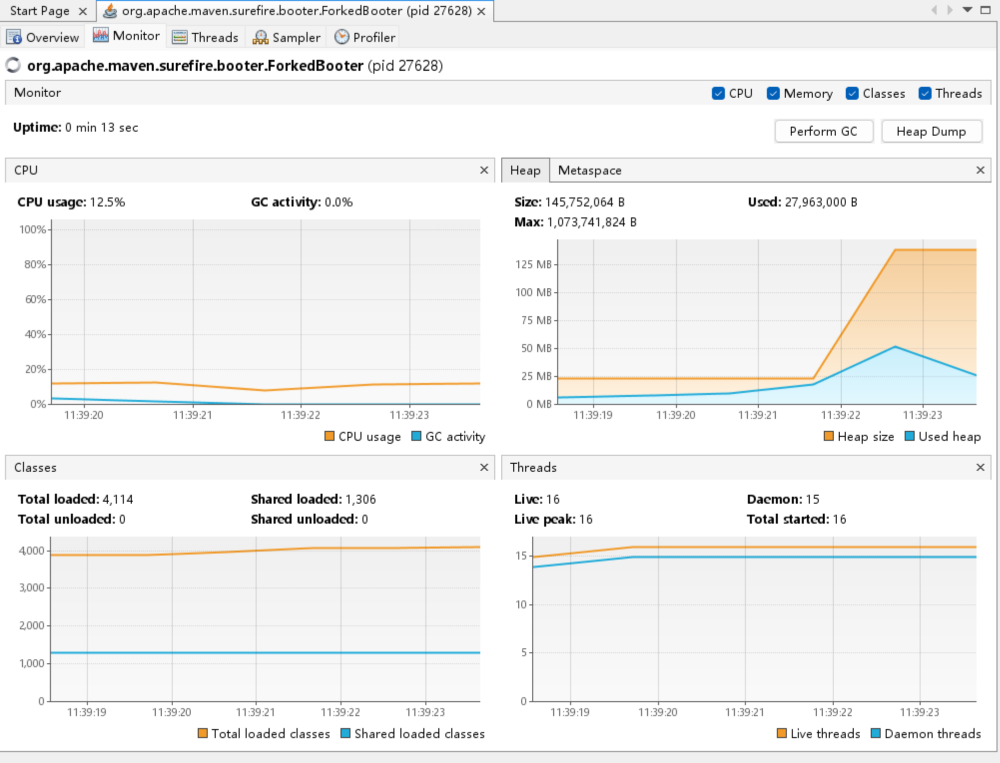 Start Page
org.apache.maven.surefire.booter.ForkedBooter (pid 27628)
Overview Monitor Threads Sampler Profiler
org.apache.maven.surefire.booter.ForkedBooter (pid 27628)
Monitor CPU Memory Classes Threads
Uptime: 0 min 13 sec Perform GC Heap Dump
CPU
CPU usage: 12.5% GC activity: 0.0%
100%
80%
60%
40%
20%
0%
11:39:20 11:39:21 11:39:22 11:39:23
CPU usage GC activity
Heap Metaspace
Size: 145,752,064 B Used: 27,963,000 B
Max: 1,073,741,824 B
125 MB
100 MB
75 MB
50 MB
25 MB
0 MB
11:39:19 11:39:20 11:39:21 11:39:22 11:39:23
Heap size Used heap
Classes
Total loaded: 4,114 Shared loaded: 1,306
Total unloaded: 0 Shared unloaded: 0
4,000
3,000
2,000
1,000
0
11:39:19 11:39:20 11:39:21 11:39:22 11:39:23
Total loaded classes Shared loaded classes
Threads
Live: 16 Daemon: 15
Live peak: 16 Total started: 16
15
10
5
0
11:39:19 11:39:20 11:39:21 11:39:22 11:39:23
Live threads Daemon threads